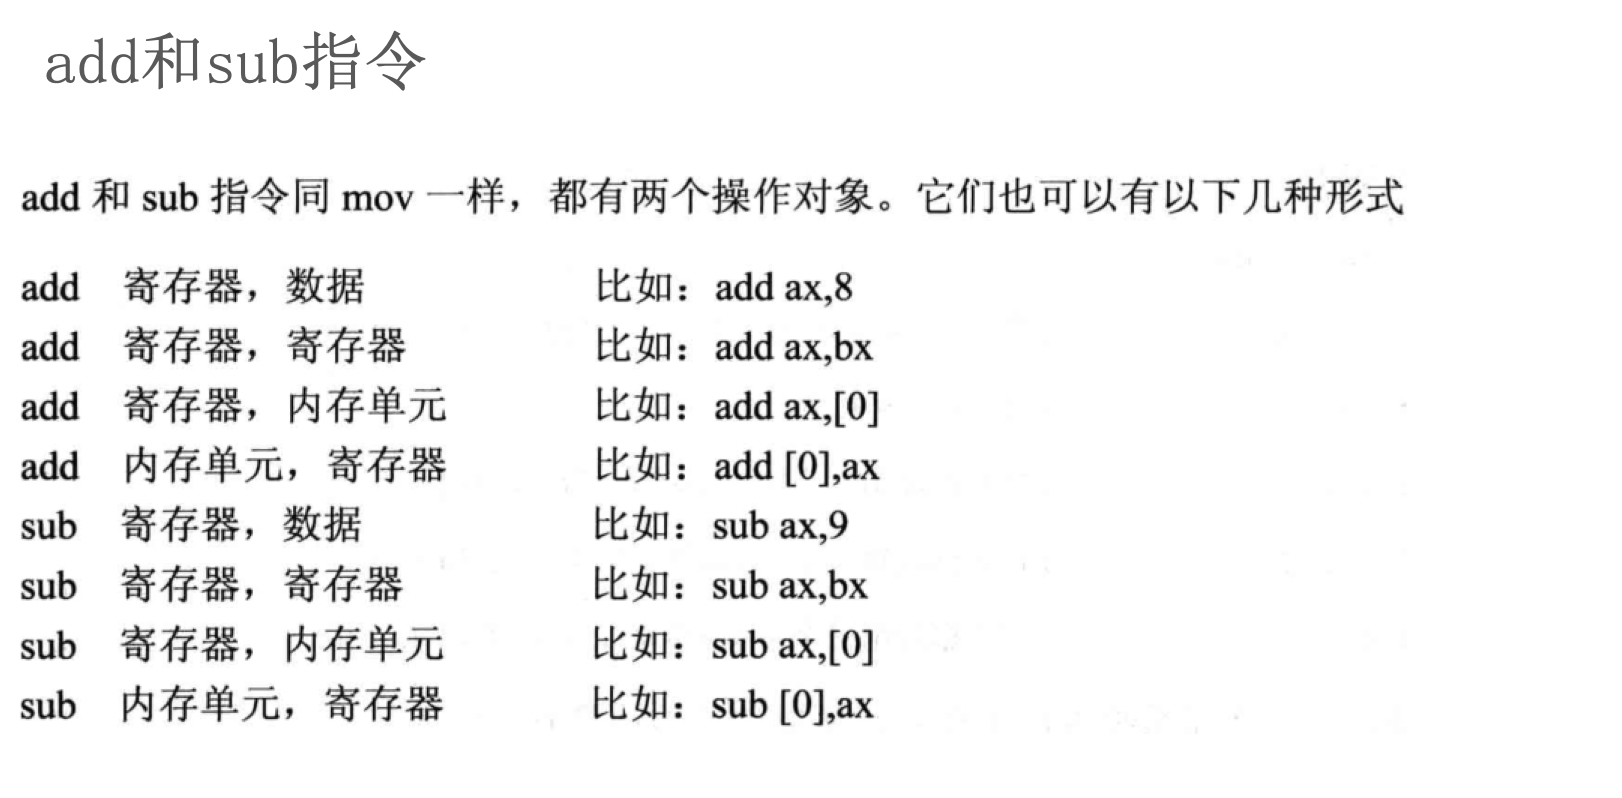 add和sub指令
add 和 sub 指令同 mov 一样，都有两个操作对象。它们也可以有以下几种形式
add 寄存器，数据 比如：add ax,8
add 寄存器，寄存器 比如：add ax,bx
add 寄存器，内存单元 比如：add ax,[0]
add 内存单元，寄存器 比如：add [0],ax
sub 寄存器，数据 比如：sub ax,9
sub 寄存器，寄存器 比如：sub ax,bx
sub 寄存器，内存单元 比如：sub ax,[0]
sub 内存单元，寄存器 比如：sub [0],ax